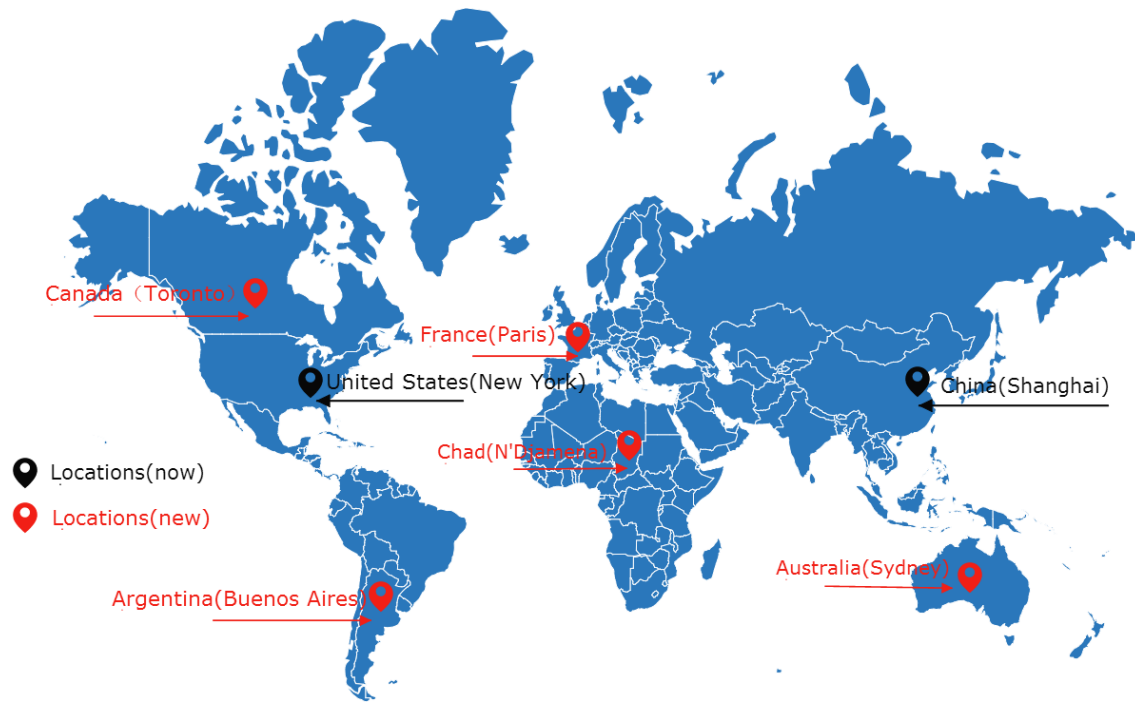 Canada（Toronto）
France(Paris)
United States(New York)
China(Shanghai)
Chad(N'Djamena)
Locations(now)
Locations(new)
Australia(Sydney)
Argentina(Buenos Aires)